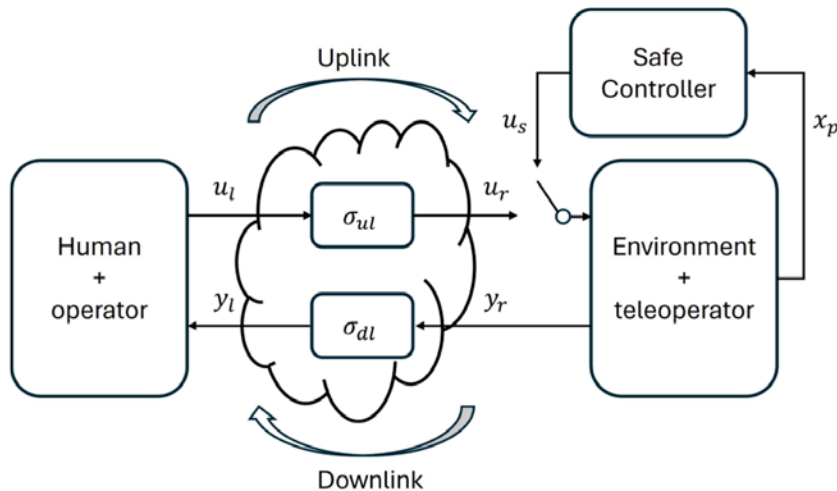 Uplink
Safe
Controller
u_s
x_p
Human
+
operator
u_l
σ_ul
u_r
Environment
+
teleoperator
y_l
σ_dl
y_r
Downlink